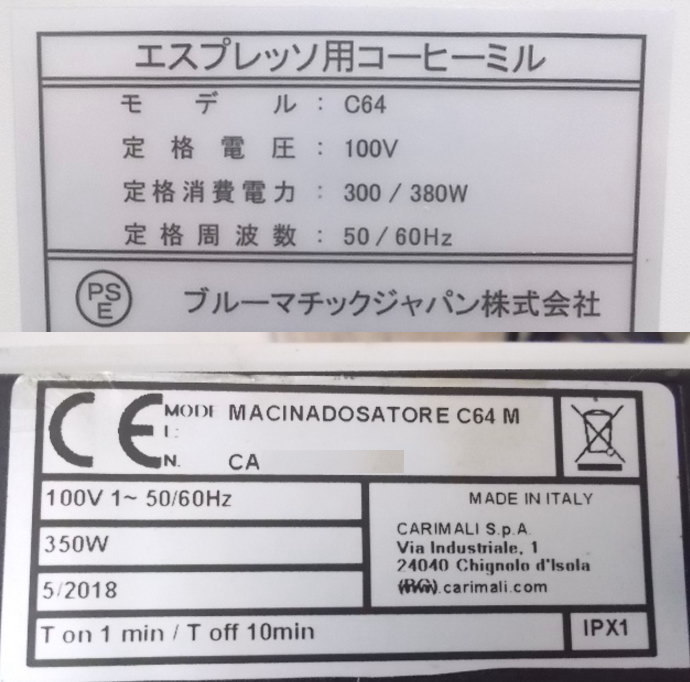 エスプレッソ用コーヒーミル
モデル : C64
定格電圧 : 100V
定格消費電力 : 300 / 380W
定格周波数 : 50 / 60Hz
PS
E
ブルーマチックジャパン株式会社
CE
MODE MACINADOSATORE C64 M
L:
N. CA
100V 1~ 50/60Hz
350W
5/2018
MADE IN ITALY
CARIMALI S.p.A.
Via Industriale, 1
24040 Chignolo d'Isola
(BG)
www.carimali.com
T on 1 min / T off 10min
IPX1